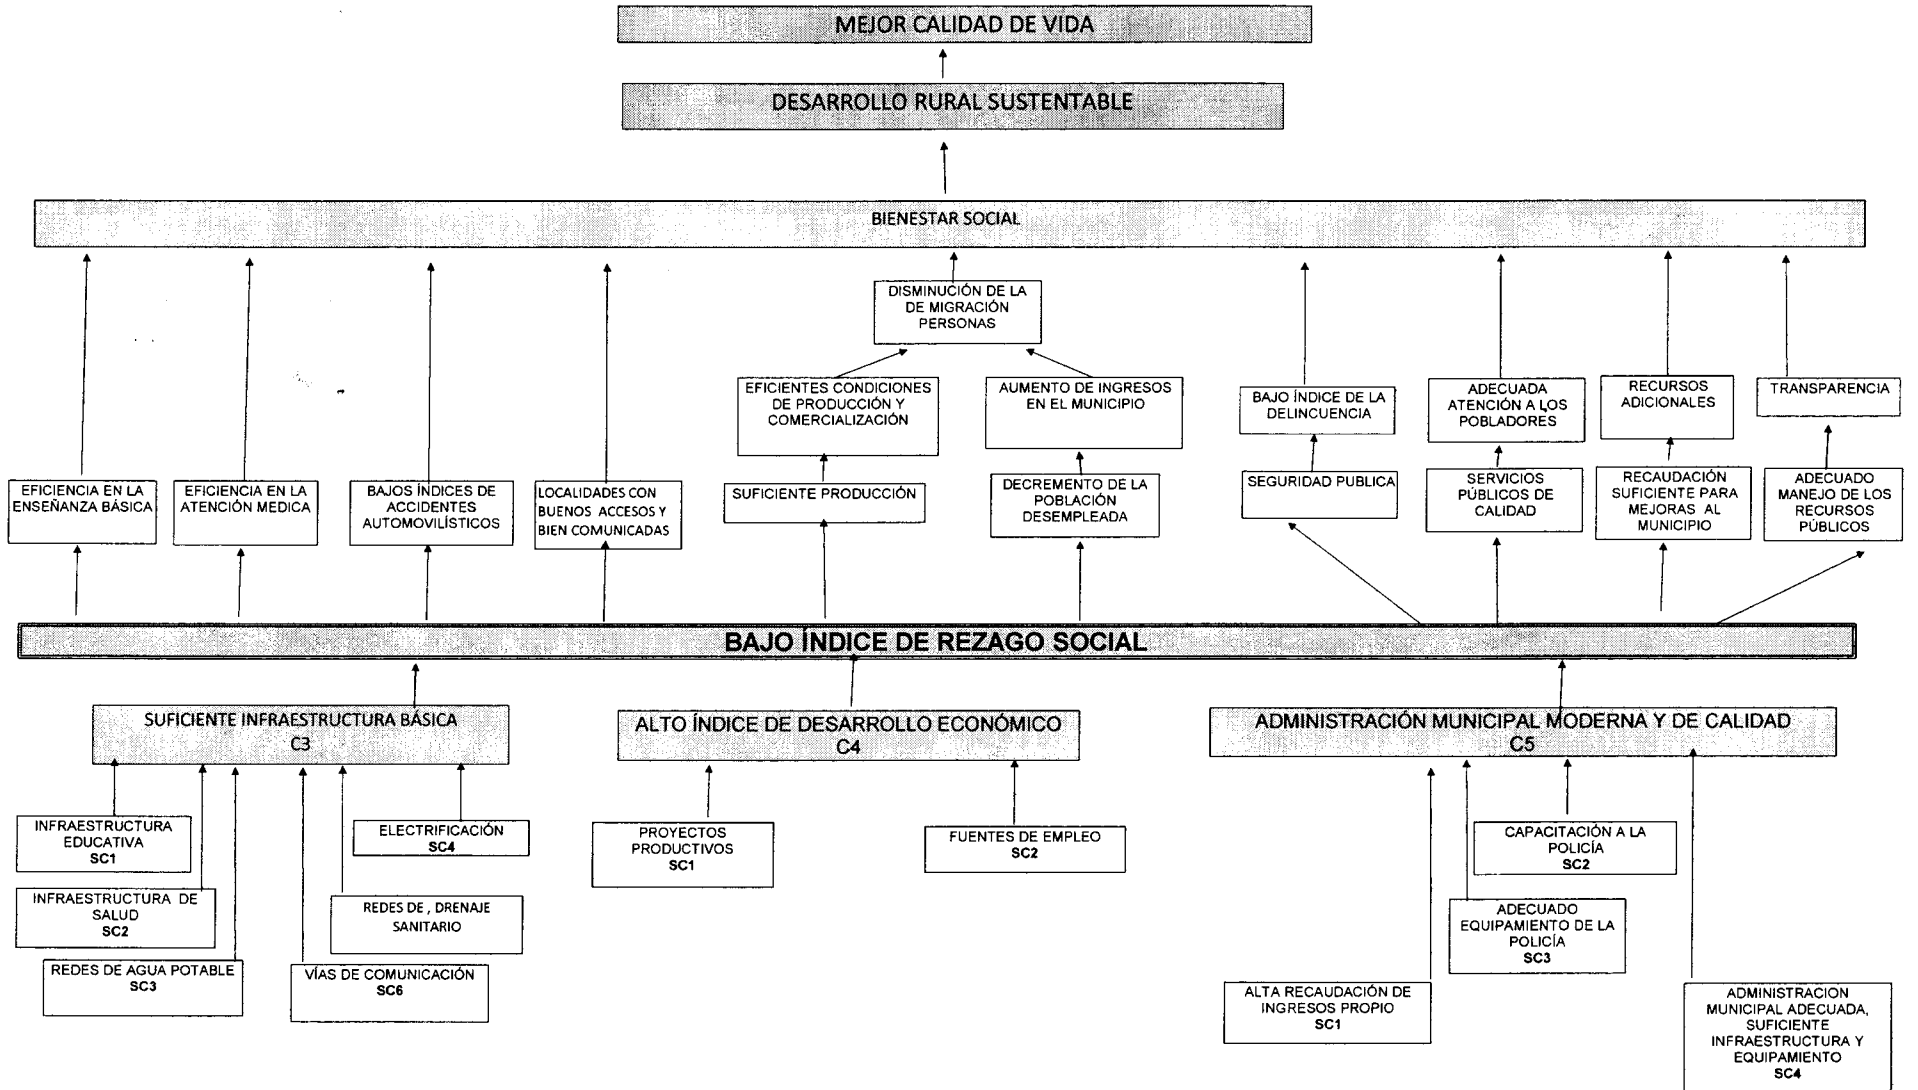 MEJOR CALIDAD DE VIDA
DESARROLLO RURAL SUSTENTABLE
BIENESTAR SOCIAL
DISMINUCIÓN DE LA
DE MIGRACIÓN
PERSONAS
EFICIENTES CONDICIONES
DE PRODUCCIÓN Y
COMERCIALIZACIÓN
AUMENTO DE INGRESOS
EN EL MUNICIPIO
BAJO ÍNDICE DE LA
DELINCUENCIA
ADECUADA
ATENCIÓN A LOS
POBLADORES
RECURSOS
ADICIONALES
TRANSPARENCIA
EFICIENCIA EN LA
ENSEÑANZA BÁSICA
EFICIENCIA EN LA
ATENCIÓN MEDICA
BAJOS ÍNDICES DE
ACCIDENTES
AUTOMOVILÍSTICOS
LOCALIDADES CON
BUENOS ACCESOS Y
BIEN COMUNICADAS
SUFICIENTE PRODUCCIÓN
DECREMENTO DE LA
POBLACIÓN
DESEMPLEADA
SEGURIDAD PUBLICA
SERVICIOS
PÚBLICOS DE
CALIDAD
RECAUDACIÓN
SUFICIENTE PARA
MEJORAS AL
MUNICIPIO
ADECUADO
MANEJO DE LOS
RECURSOS
PÚBLICOS
BAJO ÍNDICE DE REZAGO SOCIAL
SUFICIENTE INFRAESTRUCTURA BÁSICA
C3
ALTO ÍNDICE DE DESARROLLO ECONÓMICO
C4
ADMINISTRACIÓN MUNICIPAL MODERNA Y DE CALIDAD
C5
INFRAESTRUCTURA
EDUCATIVA
SC1
ELECTRIFICACIÓN
SC4
PROYECTOS
PRODUCTIVOS
SC1
FUENTES DE EMPLEO
SC2
CAPACITACIÓN A LA
POLICÍA
SC2
INFRAESTRUCTURA DE
SALUD
SC2
REDES DE , DRENAJE
SANITARIO
ADECUADO
EQUIPAMIENTO DE LA
POLICÍA
SC3
REDES DE AGUA POTABLE
SC3
VÍAS DE COMUNICACIÓN
SC6
ALTA RECAUDACIÓN DE
INGRESOS PROPIO
SC1
ADMINISTRACION
MUNICIPAL ADECUADA,
SUFICIENTE
INFRAESTRUCTURA Y
EQUIPAMIENTO
SC4